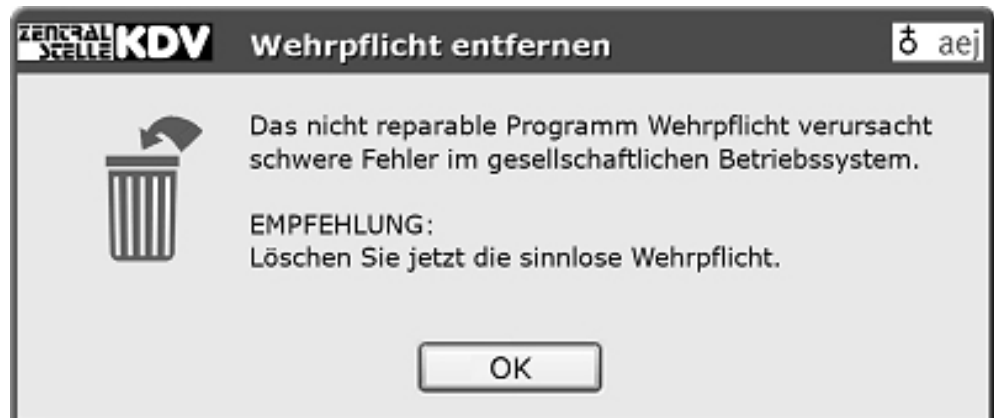 ZENTRAL STELLE KDV Wehrpflicht entfernen aej
Das nicht reparable Programm Wehrpflicht verursacht
schwere Fehler im gesellschaftlichen Betriebssystem.
EMPFEHLUNG:
Löschen Sie jetzt die sinnlose Wehrpflicht.
OK